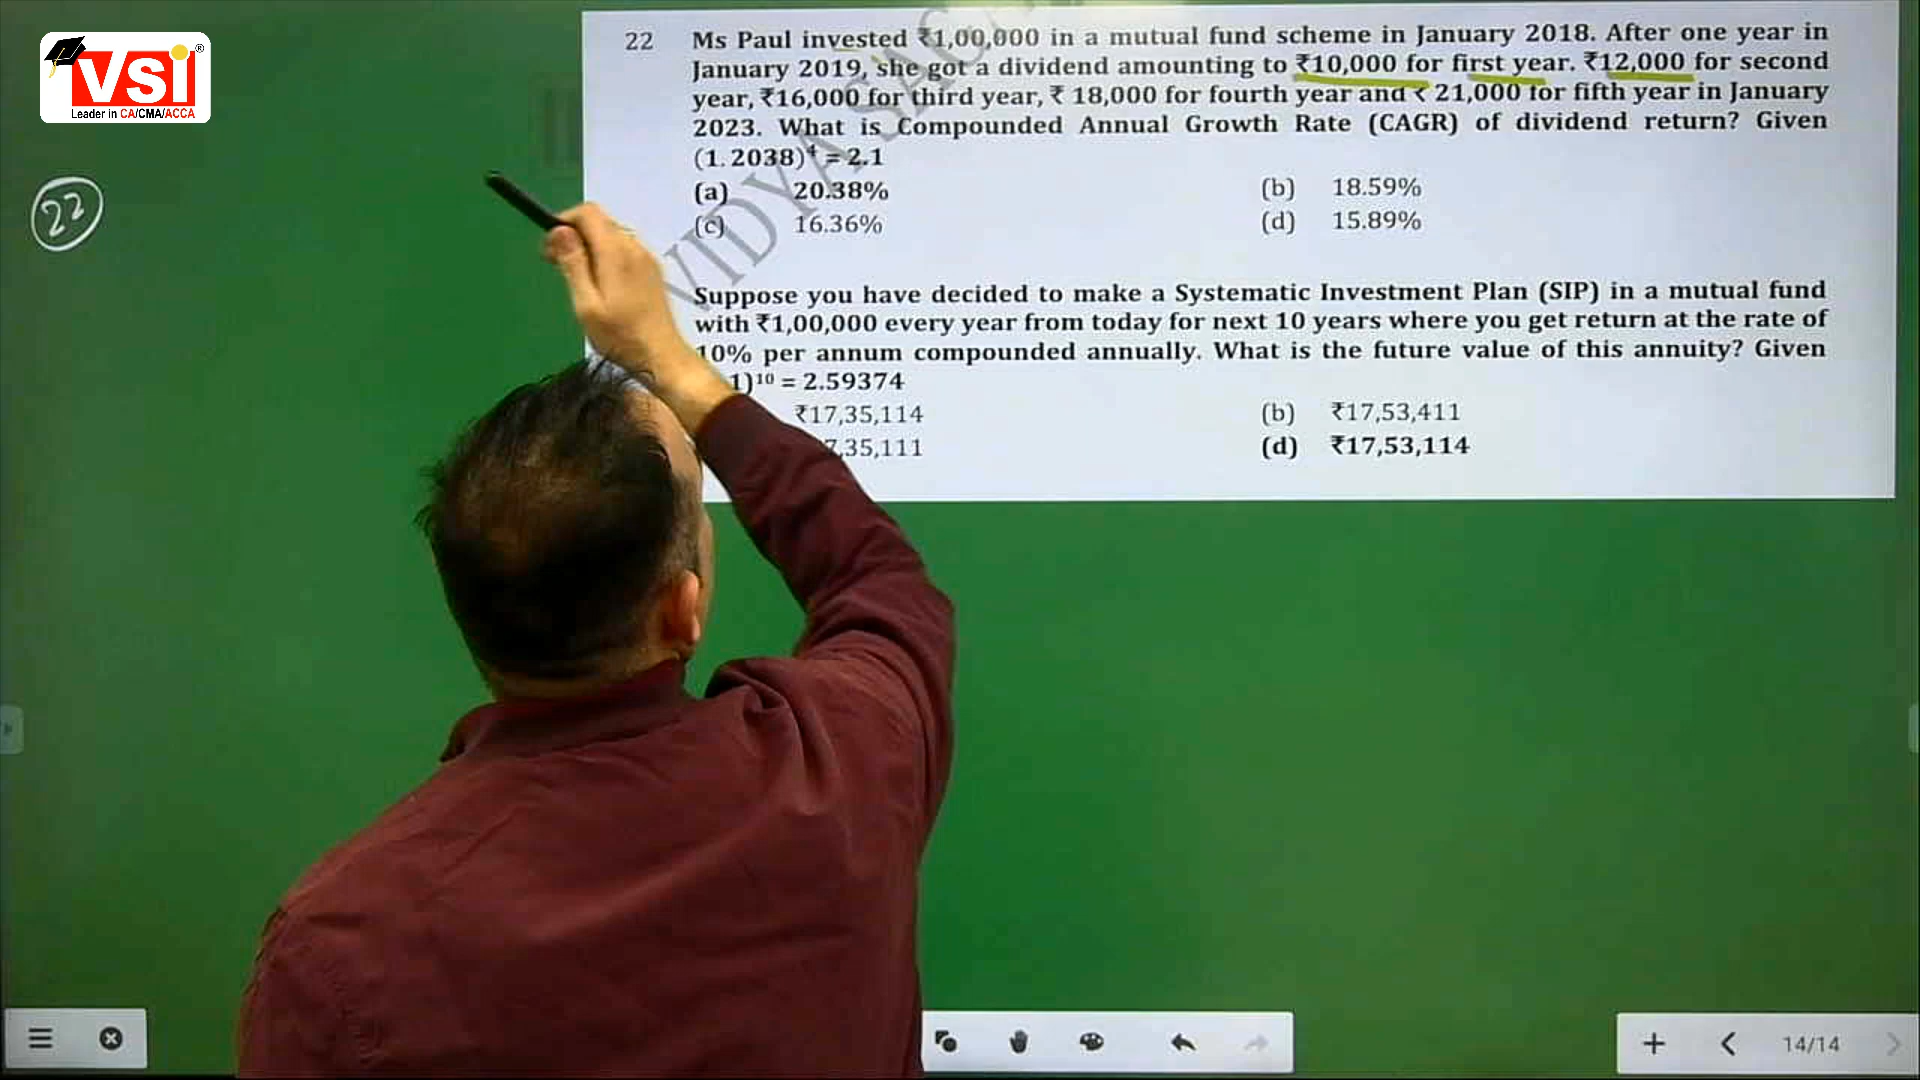 VSI®
Leader in CA/CMA/ACCA
22
22 Ms Paul invested ₹1,00,000 in a mutual fund scheme in January 2018. After one year in
January 2019, she got a dividend amounting to ₹10,000 for first year. ₹12,000 for second
year, ₹16,000 for third year, ₹ 18,000 for fourth year and ₹ 21,000 for fifth year in January
2023. What is Compounded Annual Growth Rate (CAGR) of dividend return? Given
(1. 2038)⁴ = 2.1
(a) 20.38% (b) 18.59%
(c) 16.36% (d) 15.89%
Suppose you have decided to make a Systematic Investment Plan (SIP) in a mutual fund
with ₹1,00,000 every year from today for next 10 years where you get return at the rate of
10% per annum compounded annually. What is the future value of this annuity? Given
1)¹⁰ = 2.59374
₹17,35,114 (b) ₹17,53,411
,35,111 (d) ₹17,53,114
VIDYA SAGA
14/14